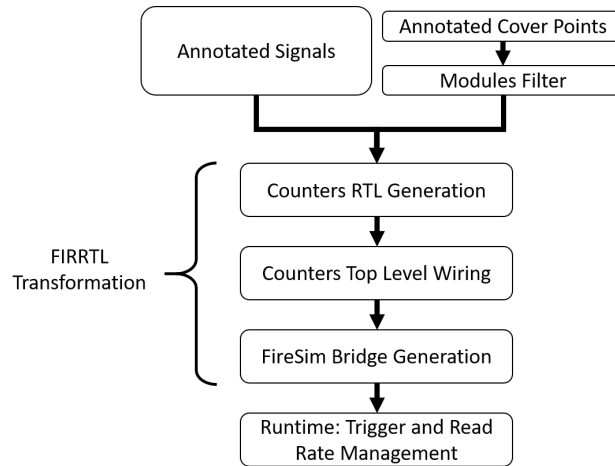 Annotated Signals
Annotated Cover Points
Modules Filter
Counters RTL Generation
FIRRTL
Transformation
Counters Top Level Wiring
FireSim Bridge Generation
Runtime: Trigger and Read
Rate Management